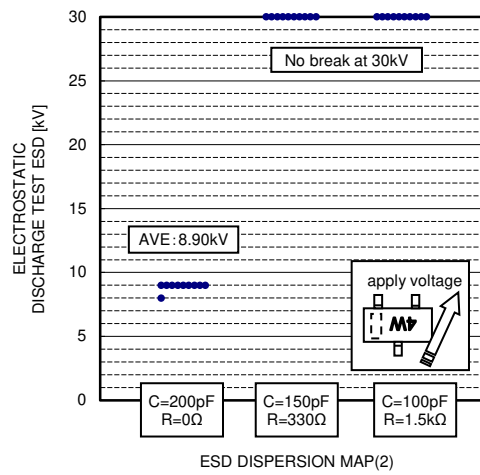 30
No break at 30kV
25
20
ELECTROSTATIC
DISCHARGE TEST ESD [kV]
15
AVE:8.90kV
10
apply voltage
4W
5
0
C=200pF
R=0Ω
C=150pF
R=330Ω
C=100pF
R=1.5kΩ
ESD DISPERSION MAP(2)